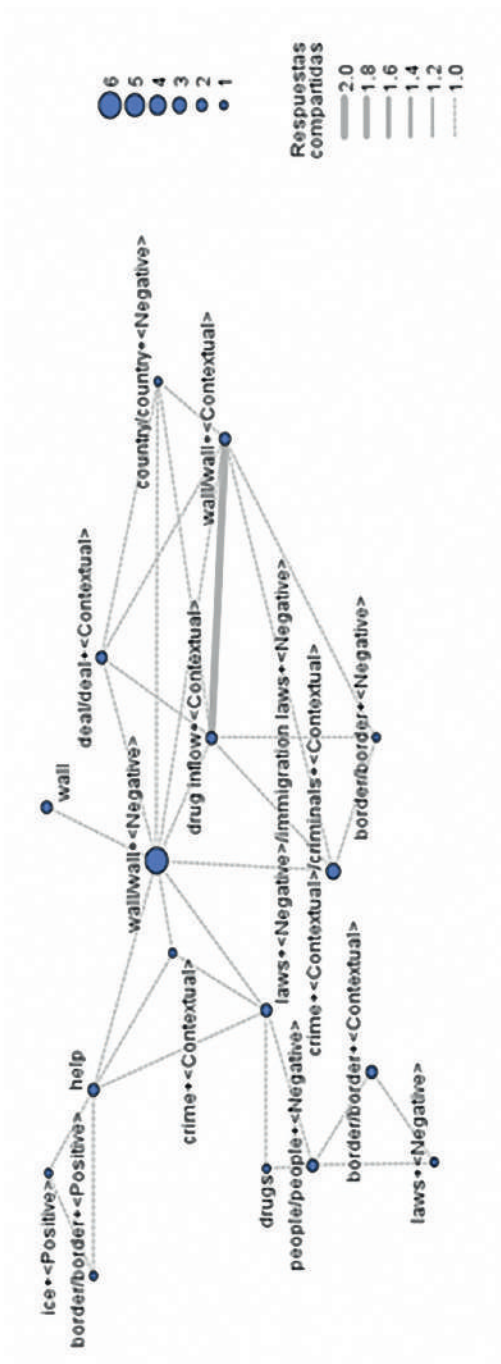 6
5
4
3
2
1
Respuestas
compartidas
2.0
1.8
1.6
1.4
1.2
1.0
wall
deal/deal+<Contextual>
country/country+<Negative>
ice+<Positive>
help
border/border+<Positive>
wall/wall+<Negative>
wall/wall+<Contextual>
crime+<Contextual>
drug inflow+<Contextual>
drugs
laws+<Negative>/immigration laws+<Negative>
people/people+<Negative>
crime+<Contextual>/criminals+<Contextual>
border/border+<Contextual>
border/border+<Negative>
laws+<Negative>